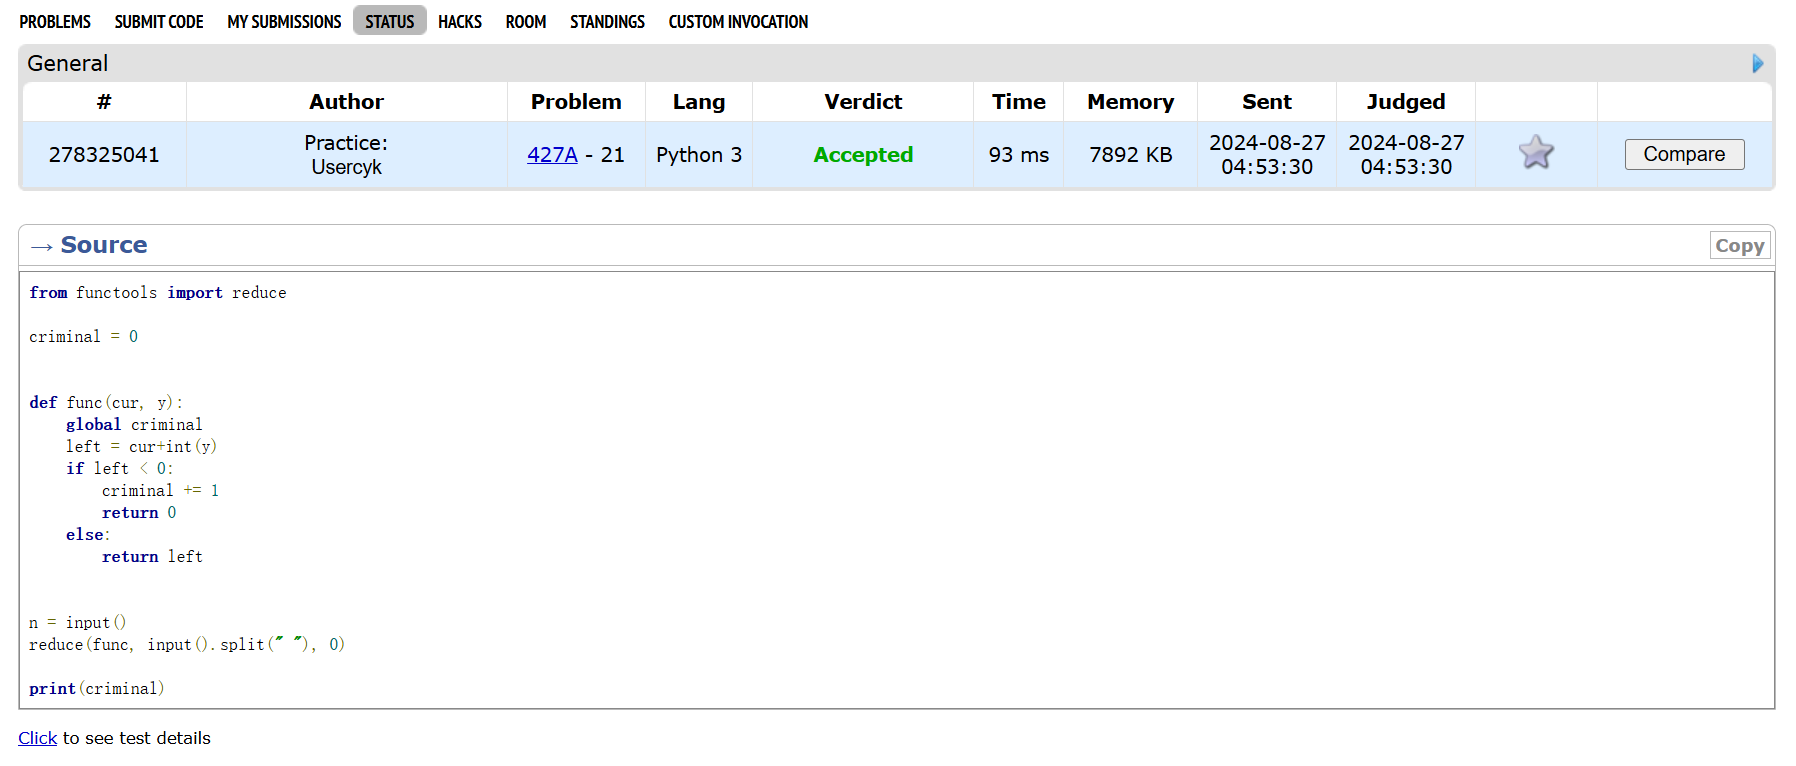 PROBLEMS SUBMIT CODE MY SUBMISSIONS STATUS HACKS ROOM STANDINGS CUSTOM INVOCATION
General
# Author Problem Lang Verdict Time Memory Sent Judged
278325041 Practice: Usercyk 427A - 21 Python 3 Accepted 93 ms 7892 KB 2024-08-27 04:53:30 2024-08-27 04:53:30 Compare
→ Source Copy
from functools import reduce
criminal = 0
def func(cur, y):
    global criminal
    left = cur+int(y)
    if left < 0:
        criminal += 1
        return 0
    else:
        return left
n = input()
reduce(func, input().split(" "), 0)
print(criminal)
Click to see test details